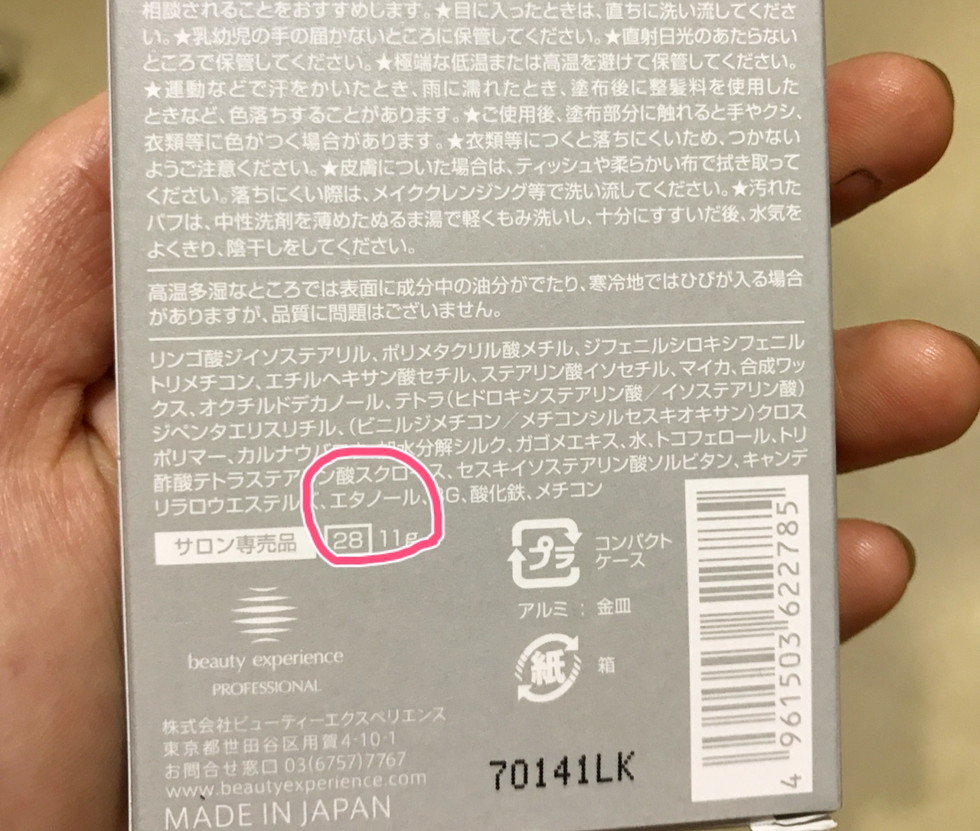 相談されることをおすすめします。★目に入ったときは、直ちに洗い流してくださ
い。★乳幼児の手の届かないところに保管してください。★直射日光のあたらない
ところで保管してください。★極端な低温または高温を避けて保管してください。
★運動などで汗をかいたとき、雨に濡れたとき、塗布後に整髪料を使用した
ときなど、色落ちすることがあります。★ご使用後、塗布部分に触れると手やクシ、
衣類等に色がつく場合があります。★衣類等につくと落ちにくいため、つかない
ようご注意ください。★皮膚についた場合は、ティッシュや柔らかい布で拭き取って
ください。落ちにくい際は、メイククレンジング等で洗い流してください。★汚れた
パフは、中性洗剤を薄めたぬるま湯で軽くもみ洗いし、十分にすすいだ後、水気を
よくきり、陰干しをしてください。
高温多湿なところでは表面に成分中の油分がでたり、寒冷地ではひびが入る場合
がありますが、品質に問題はございません。
リンゴ酸ジイソステアリル、ポリメタクリル酸メチル、ジフェニルシロキシフェニル
トリメチコン、エチルヘキサン酸セチル、ステアリン酸イソセチル、マイカ、合成ワッ
クス、オクチルドデカノール、テトラ(ヒドロキシステアリン酸/イソステアリン酸)
ジペンタエリスリチル、(ビニルジメチコン/メチコンシルセスキオキサン)クロス
ポリマー、カルナウバ 加水分解シルク、ガゴメエキス、水、トコフェロール、トリ
酢酸テトラステアリン酸スクロース、セスキイソステアリン酸ソルビタン、キャンデ
リラロウエステルズ、エタノール、BG、酸化鉄、メチコン
サロン専売品 28 11g
プラ コンパクト
ケース
アルミ : 金皿
紙 箱
beauty experience
PROFESSIONAL
株式会社ビューティーエクスペリエンス
東京都世田谷区用賀4-10-1
お問合せ窓口 03(6757)7767
www.beautyexperience.com
MADE IN JAPAN
70141LK
4 961503 622785